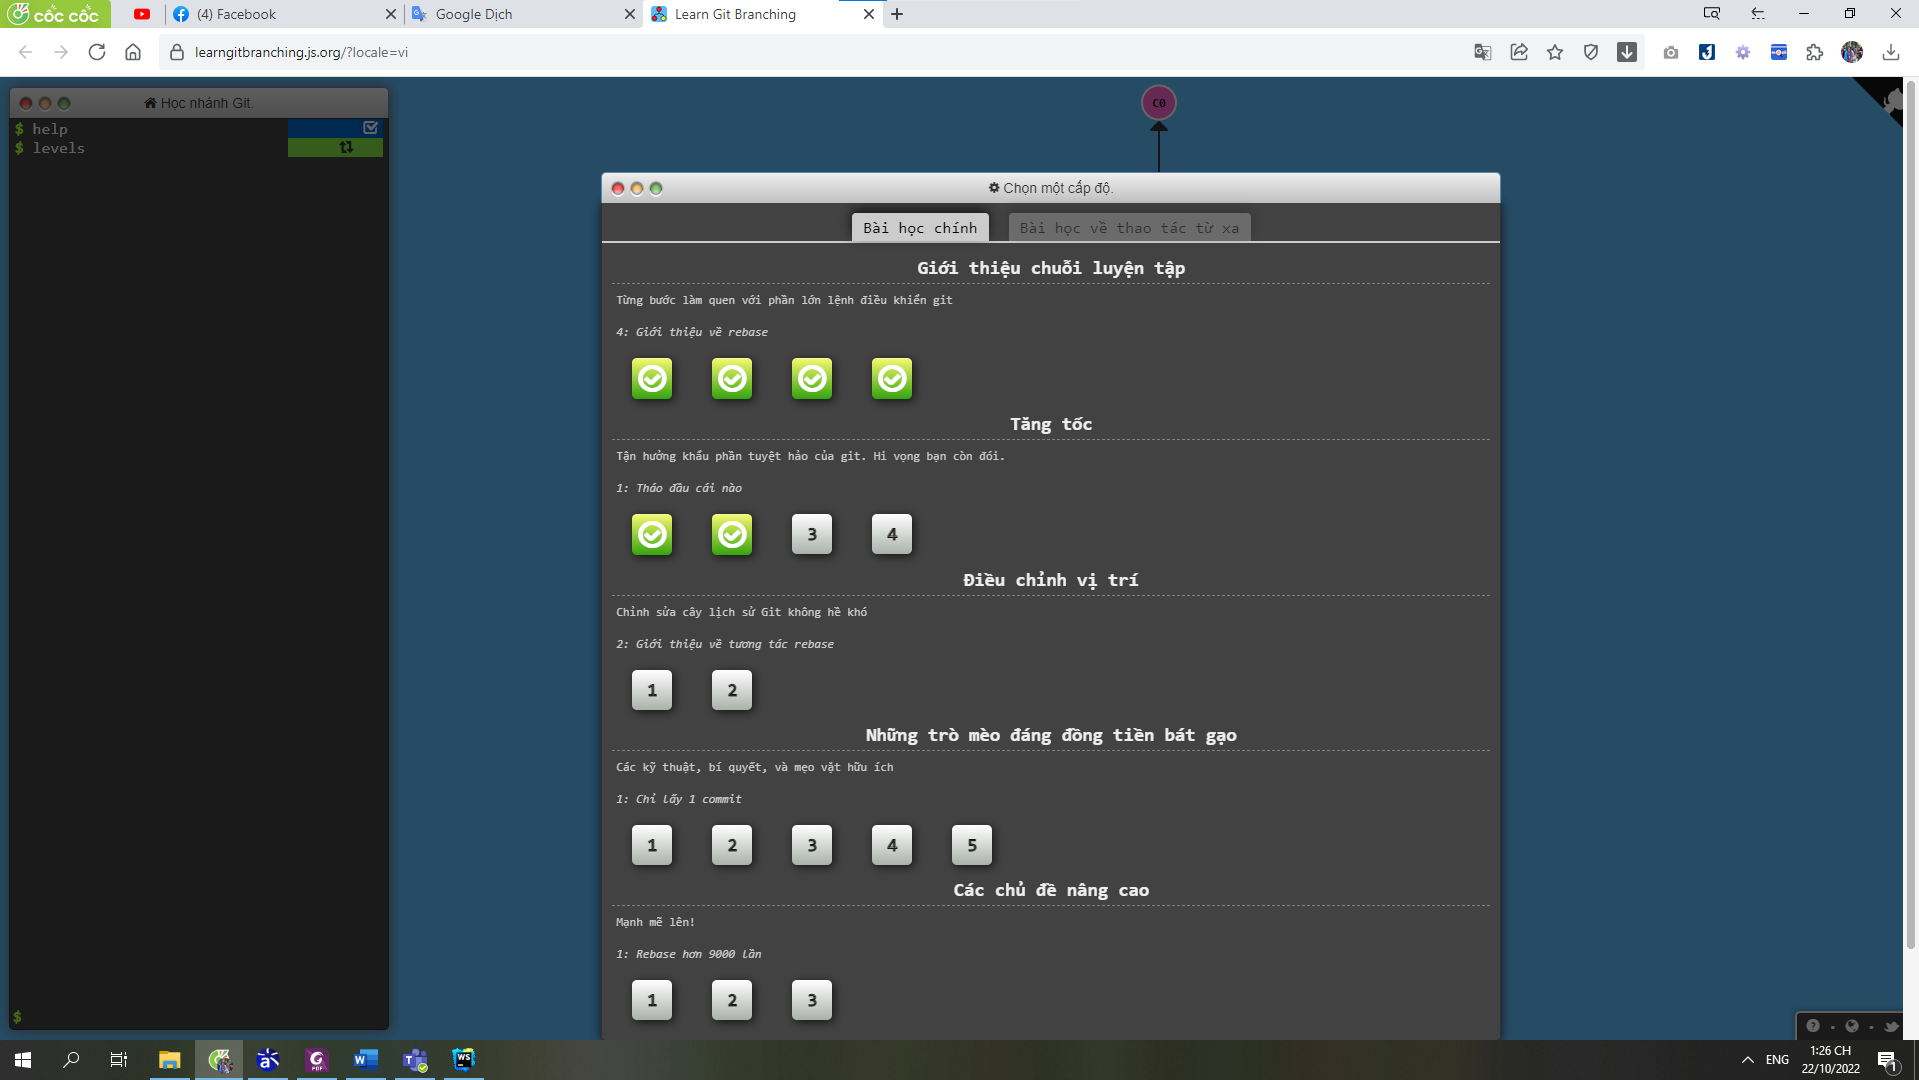 cốc cốc
(4) Facebook
Google Dịch
Learn Git Branching
learngitbranching.js.org/?locale=vi
Học nhánh Git.
$ help
$ levels
$
C0
Chọn một cấp độ.
Bài học chính
Bài học về thao tác từ xa
Giới thiệu chuỗi luyện tập
Từng bước làm quen với phần lớn lệnh điều khiển git
4: Giới thiệu về rebase
Tăng tốc
Tận hưởng khẩu phần tuyệt hảo của git. Hi vọng bạn còn đói.
1: Tháo đầu cái nào
3 4
Điều chỉnh vị trí
Chỉnh sửa cây lịch sử Git không hề khó
2: Giới thiệu về tương tác rebase
1 2
Những trò mèo đáng đồng tiền bát gạo
Các kỹ thuật, bí quyết, và mẹo vặt hữu ích
1: Chỉ lấy 1 commit
1 2 3 4 5
Các chủ đề nâng cao
Mạnh mẽ lên!
1: Rebase hơn 9000 lần
1 2 3
ENG
1:26 CH
22/10/2022
1